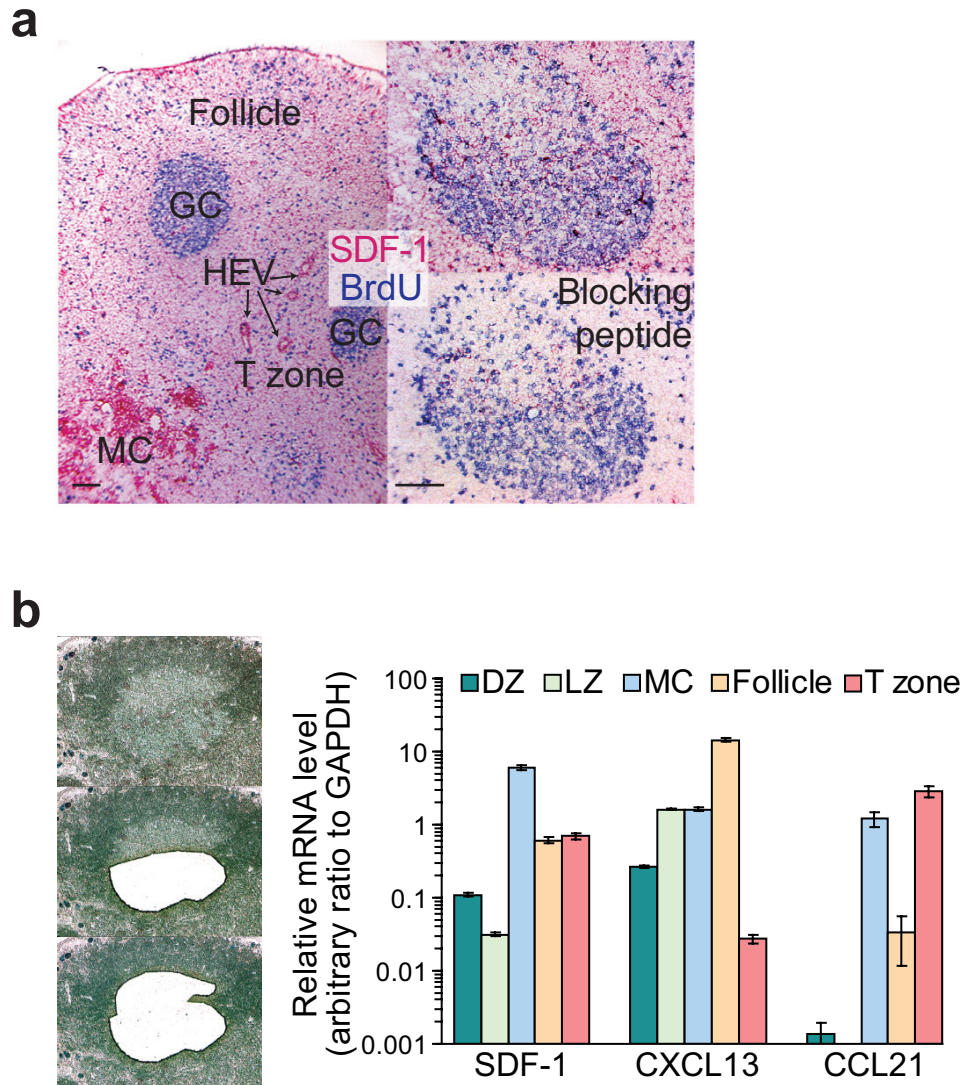 a
Follicle
GC
SDF-1
HEV
BrdU
Blocking
peptide
GC
T zone
MC
b
DZ LZ MC Follicle T zone
Relative mRNA level
(arbitrary ratio to GAPDH)
100
10
1
0.1
0.01
0.001
SDF-1 CXCL13 CCL21